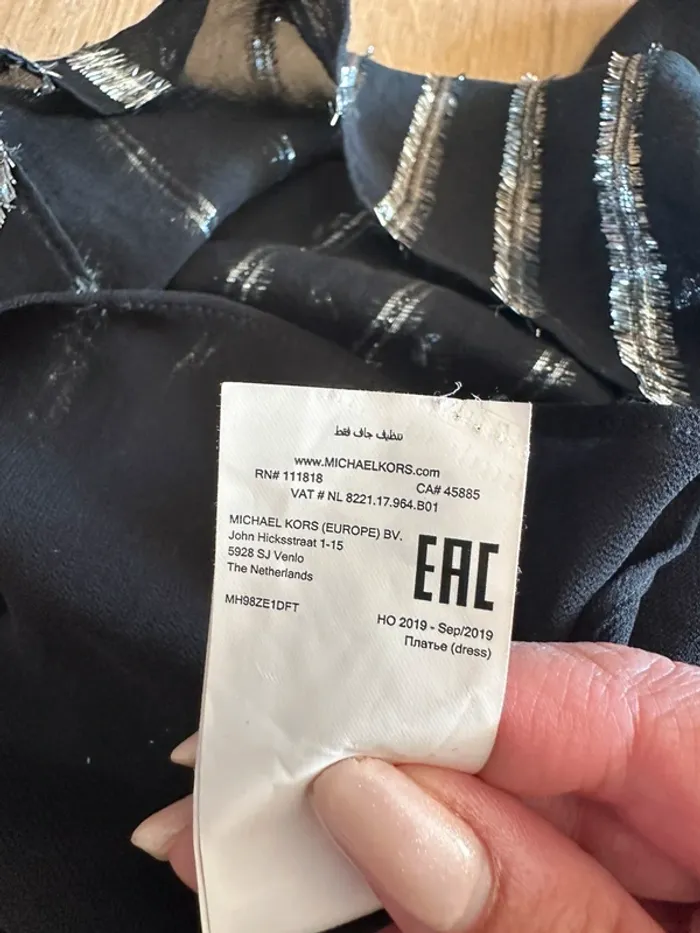 تنظيف جاف فقط
www.MICHAELKORS.com
RN# 111818 CA# 45885
VAT # NL 8221.17.964.B01
MICHAEL KORS (EUROPE) BV.
John Hicksstraat 1-15
5928 SJ Venlo
The Netherlands
EAC
MH98ZE1DFT
HO 2019 - Sep/2019
Платье (dress)